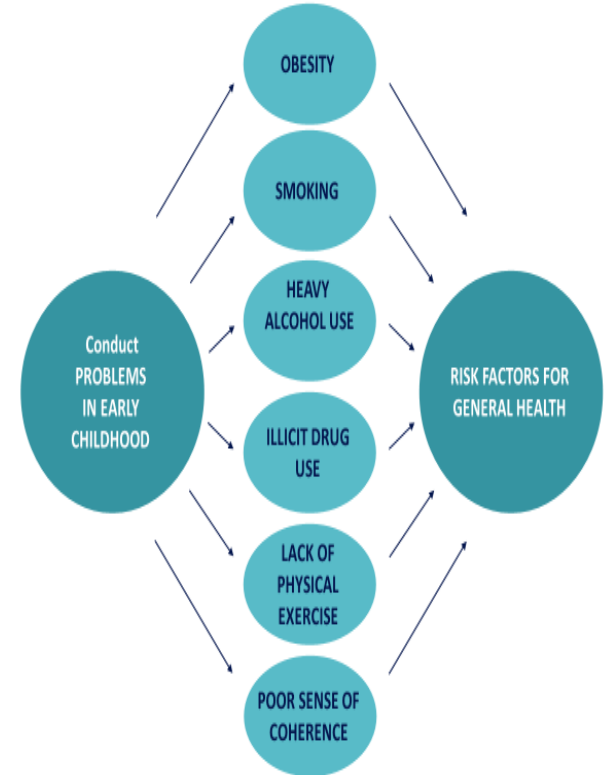 OBESITY
SMOKING
HEAVY
ALCOHOL USE
Conduct
PROBLEMS
IN EARLY
CHILDHOOD
RISK FACTORS FOR
GENERAL HEALTH
ILLICIT DRUG
USE
LACK OF
PHYSICAL
EXERCISE
POOR SENSE OF
COHERENCE